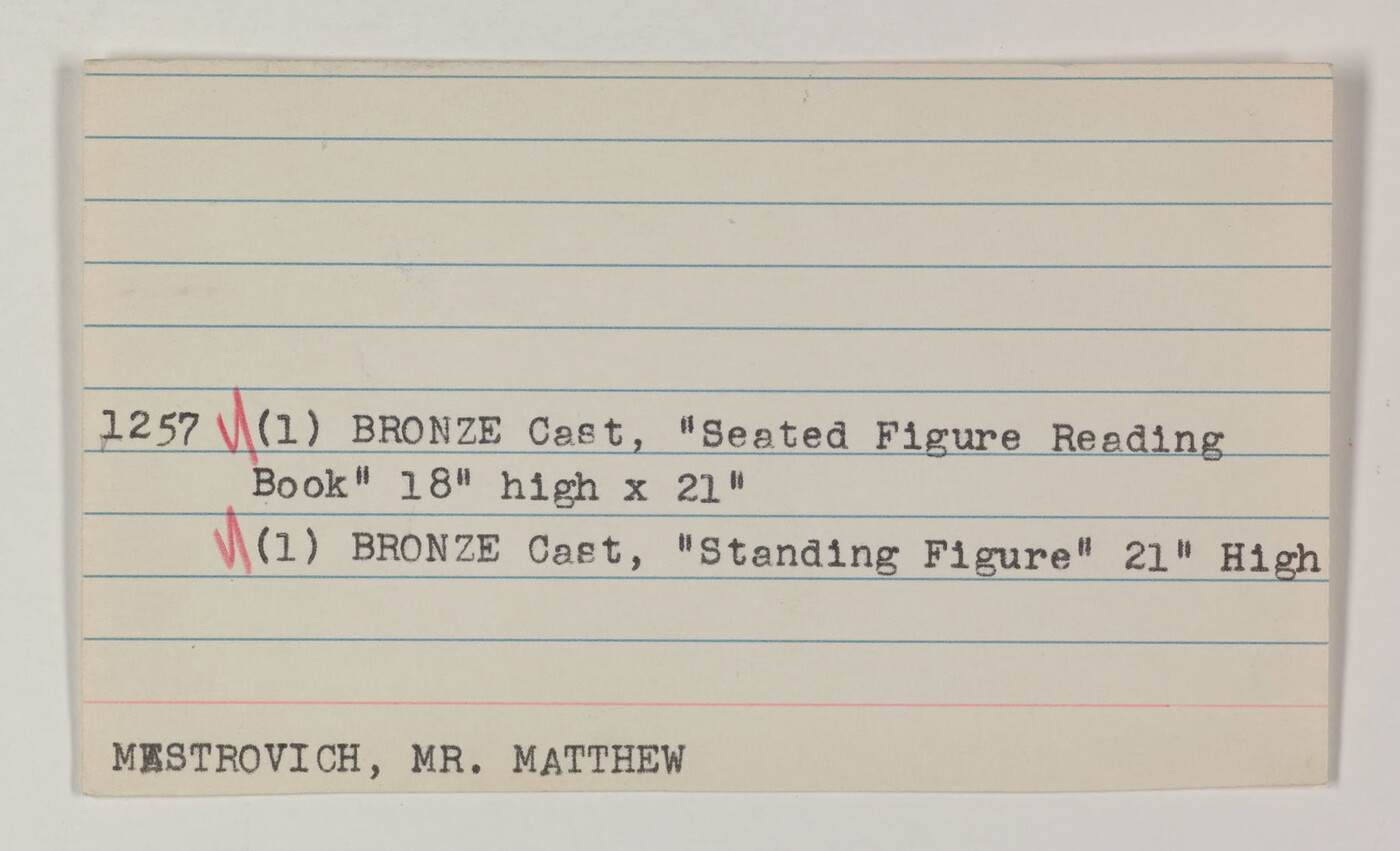 1257 (1) BRONZE Cast, "Seated Figure Reading
Book" 18" high x 21"
(1) BRONZE Cast, "Standing Figure" 21" High
MESTROVICH, MR. MATTHEW